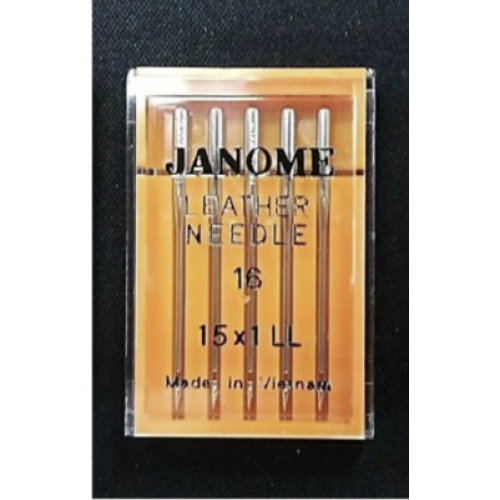 JANOME
LEATHER
NEEDLE
16
15x1 LL
Made in Vietnam